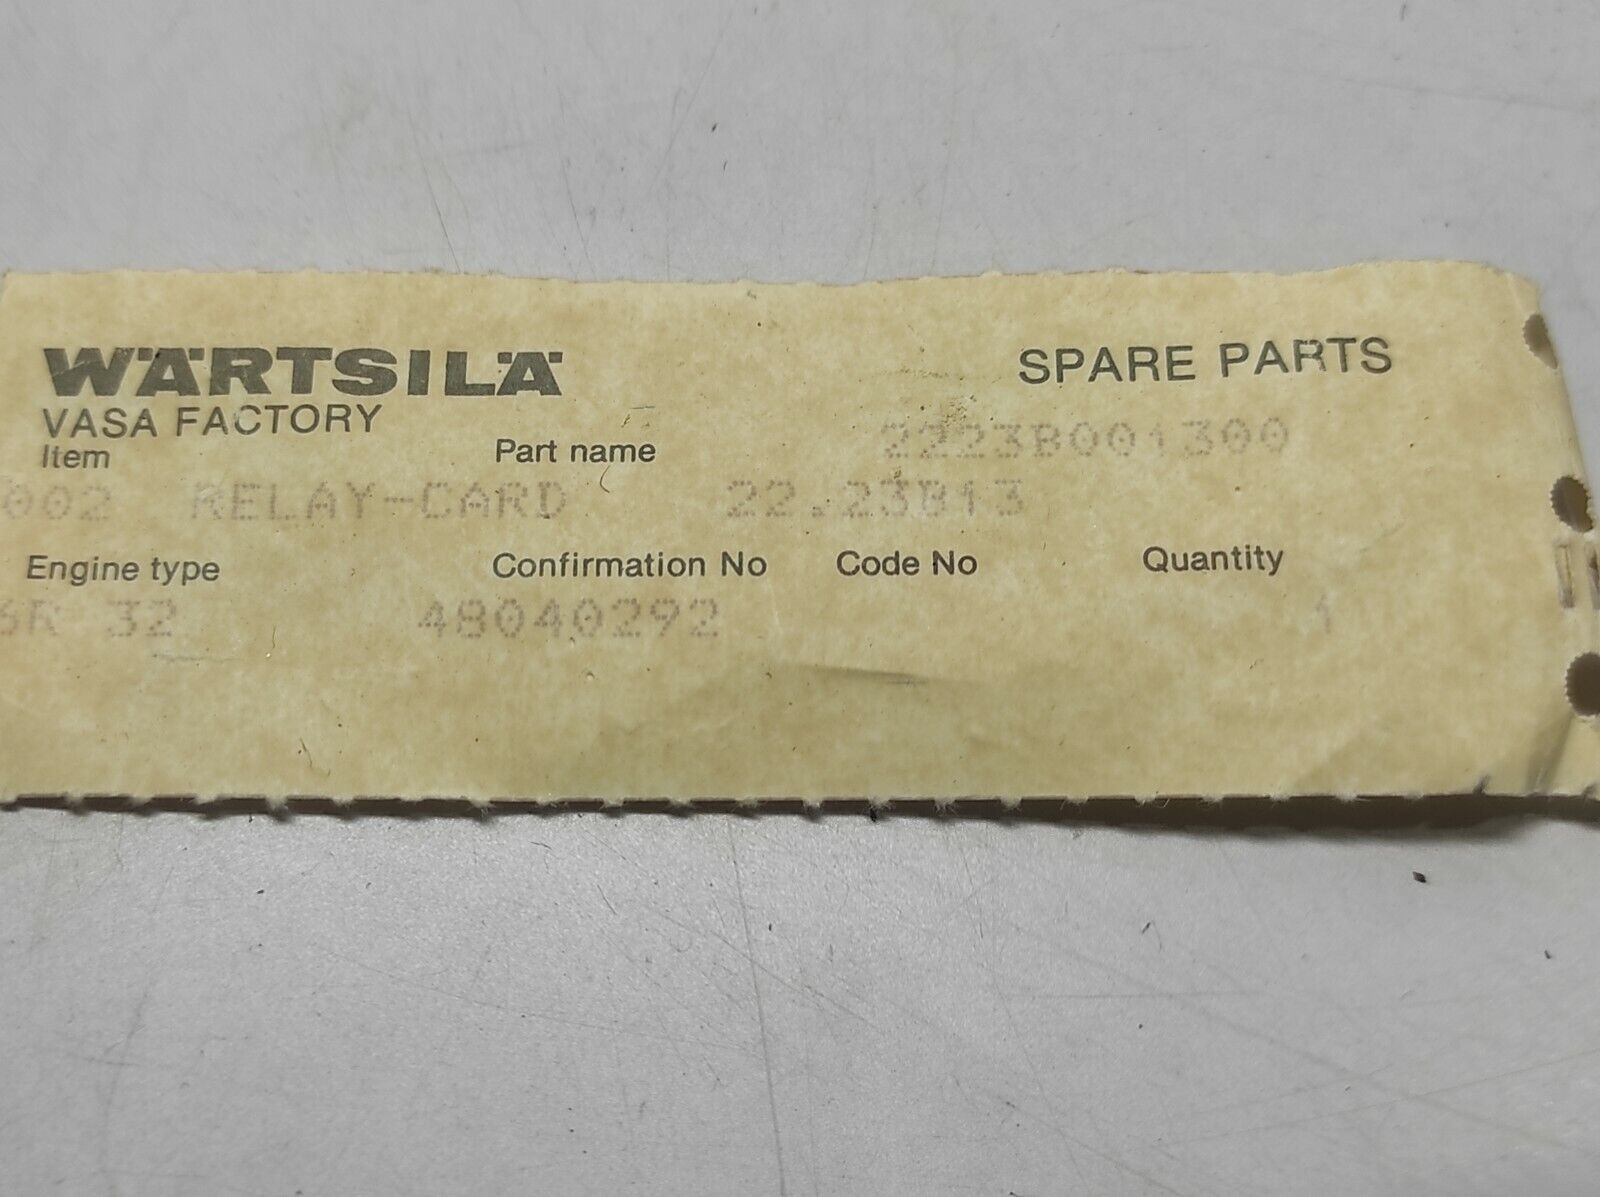 WÄRTSILÄ SPARE PARTS
VASA FACTORY
2223B001300
Item Part name
002 RELAY-CARD 22.23B13
Engine type Confirmation No Code No Quantity
6R 32 48040292 1